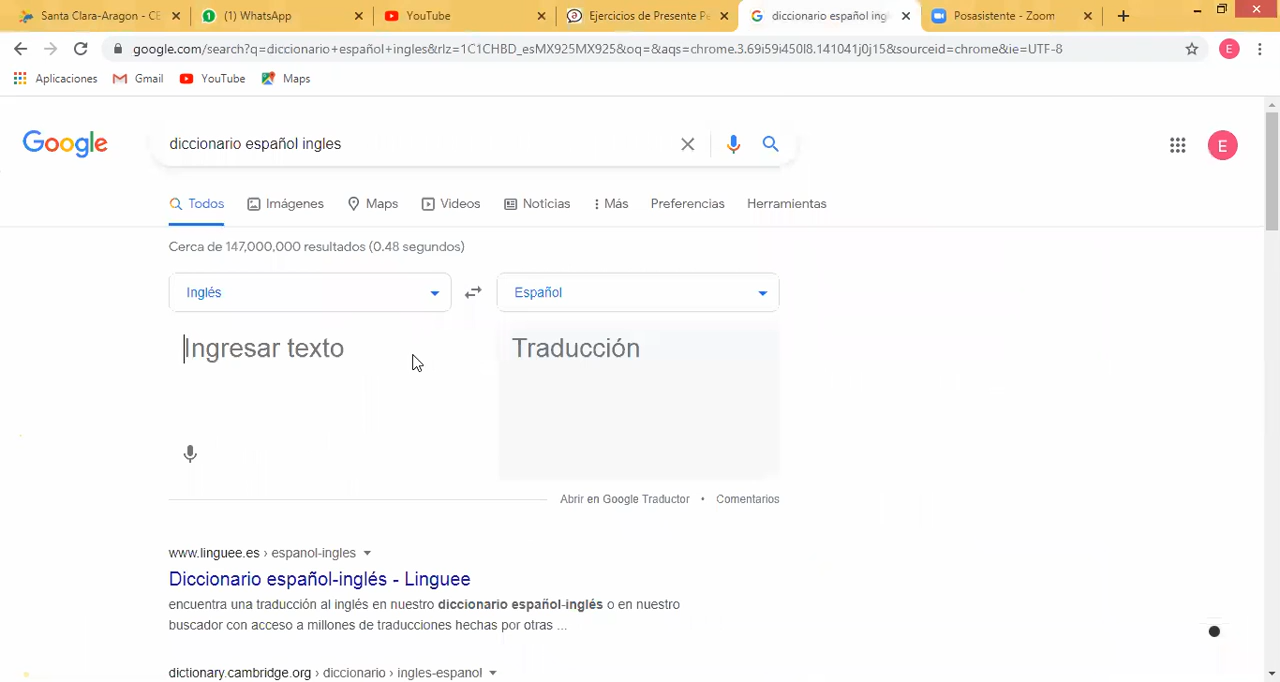 Santa Clara-Aragon - CE
(1) WhatsApp
YouTube
Ejercicios de Presente Pe
diccionario español ing
Posasistente - Zoom
google.com/search?q=diccionario+español+ingles&rlz=1C1CHBD_esMX925MX925&oq=&aqs=chrome.3.69i59i450l8.141041j0j15&sourceid=chrome&ie=UTF-8
E
Aplicaciones
Gmail
YouTube
Maps
Google
diccionario español ingles
E
Todos
Imágenes
Maps
Videos
Noticias
Más
Preferencias
Herramientas
Cerca de 147,000,000 resultados (0.48 segundos)
Inglés
Español
Ingresar texto
Traducción
Abrir en Google Traductor • Comentarios
www.linguee.es › espanol-ingles
Diccionario español-inglés - Linguee
encuentra una traducción al inglés en nuestro diccionario español-inglés o en nuestro
buscador con acceso a millones de traducciones hechas por otras ...
dictionary.cambridge.org › diccionario › ingles-espanol